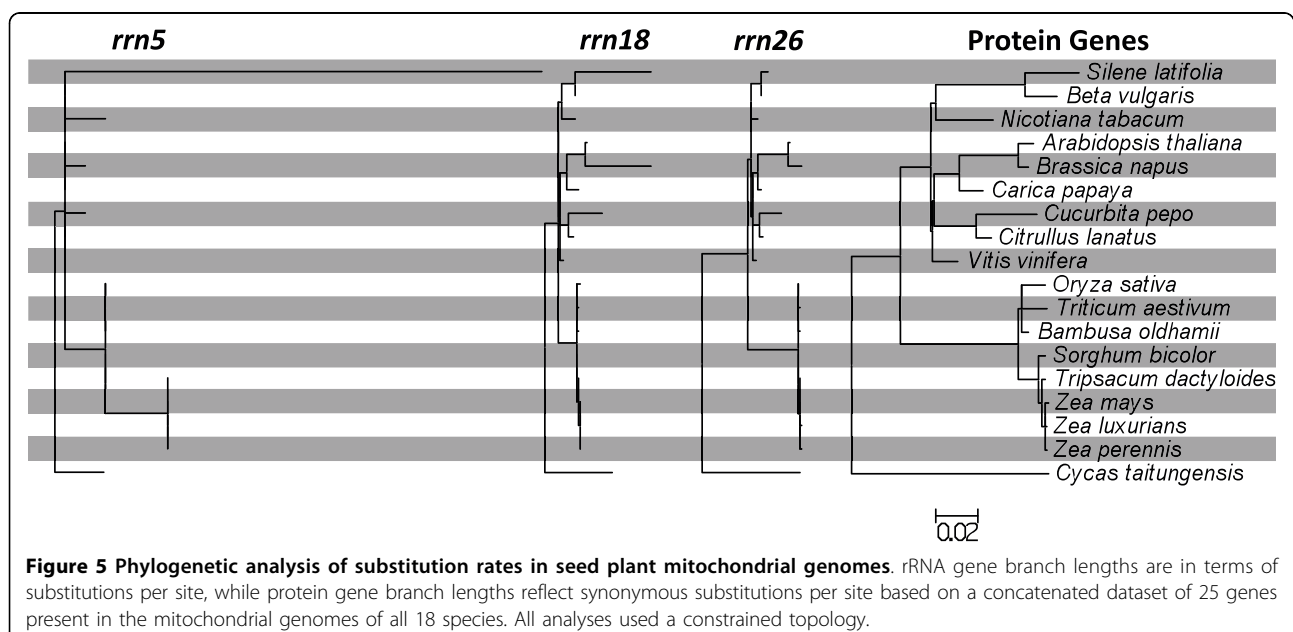 rrn5 rrn18 rrn26 Protein Genes
Silene latifolia
Beta vulgaris
Nicotiana tabacum
Arabidopsis thaliana
Brassica napus
Carica papaya
Cucurbita pepo
Citrullus lanatus
Vitis vinifera
Oryza sativa
Triticum aestivum
Bambusa oldhamii
Sorghum bicolor
Tripsacum dactyloides
Zea mays
Zea luxurians
Zea perennis
Cycas taitungensis
0.02
Figure 5 Phylogenetic analysis of substitution rates in seed plant mitochondrial genomes. rRNA gene branch lengths are in terms of
substitutions per site, while protein gene branch lengths reflect synonymous substitutions per site based on a concatenated dataset of 25 genes
present in the mitochondrial genomes of all 18 species. All analyses used a constrained topology.